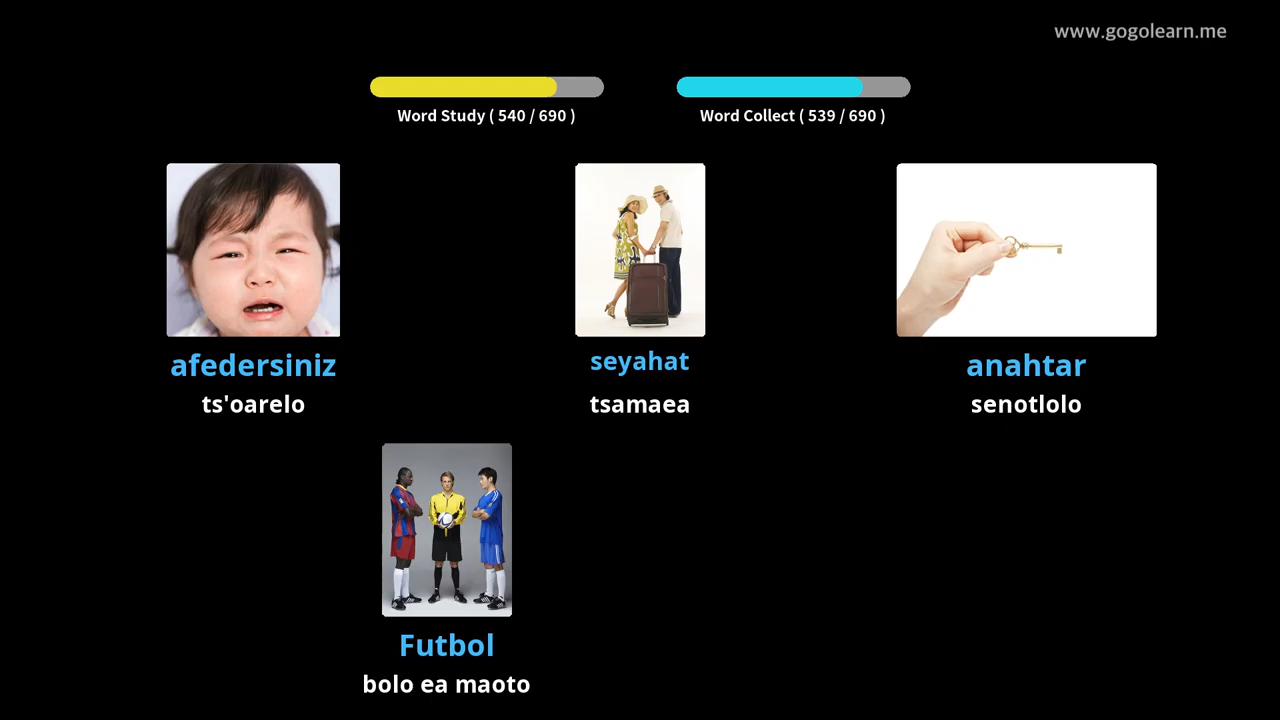 www.gogolearn.me
Word Study ( 540 / 690 )
Word Collect ( 539 / 690 )
afedersiniz
ts'oarelo
seyahat
tsamaea
anahtar
senotlolo
Futbol
bolo ea maoto